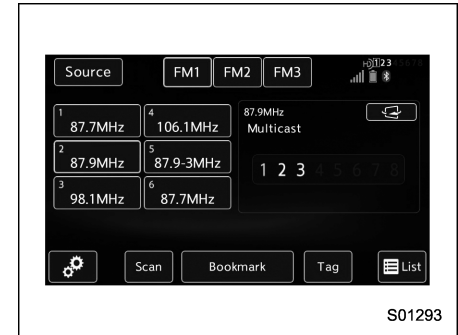 Source
FM1 FM2 FM3
HD 1 2 3 4 5 6 7 8
1 87.7MHz
4 106.1MHz
2 87.9MHz
5 87.9-3MHz
3 98.1MHz
6 87.7MHz
87.9MHz
Multicast
1 2 3 4 5 6 7 8
Scan
Bookmark
Tag
List
S01293